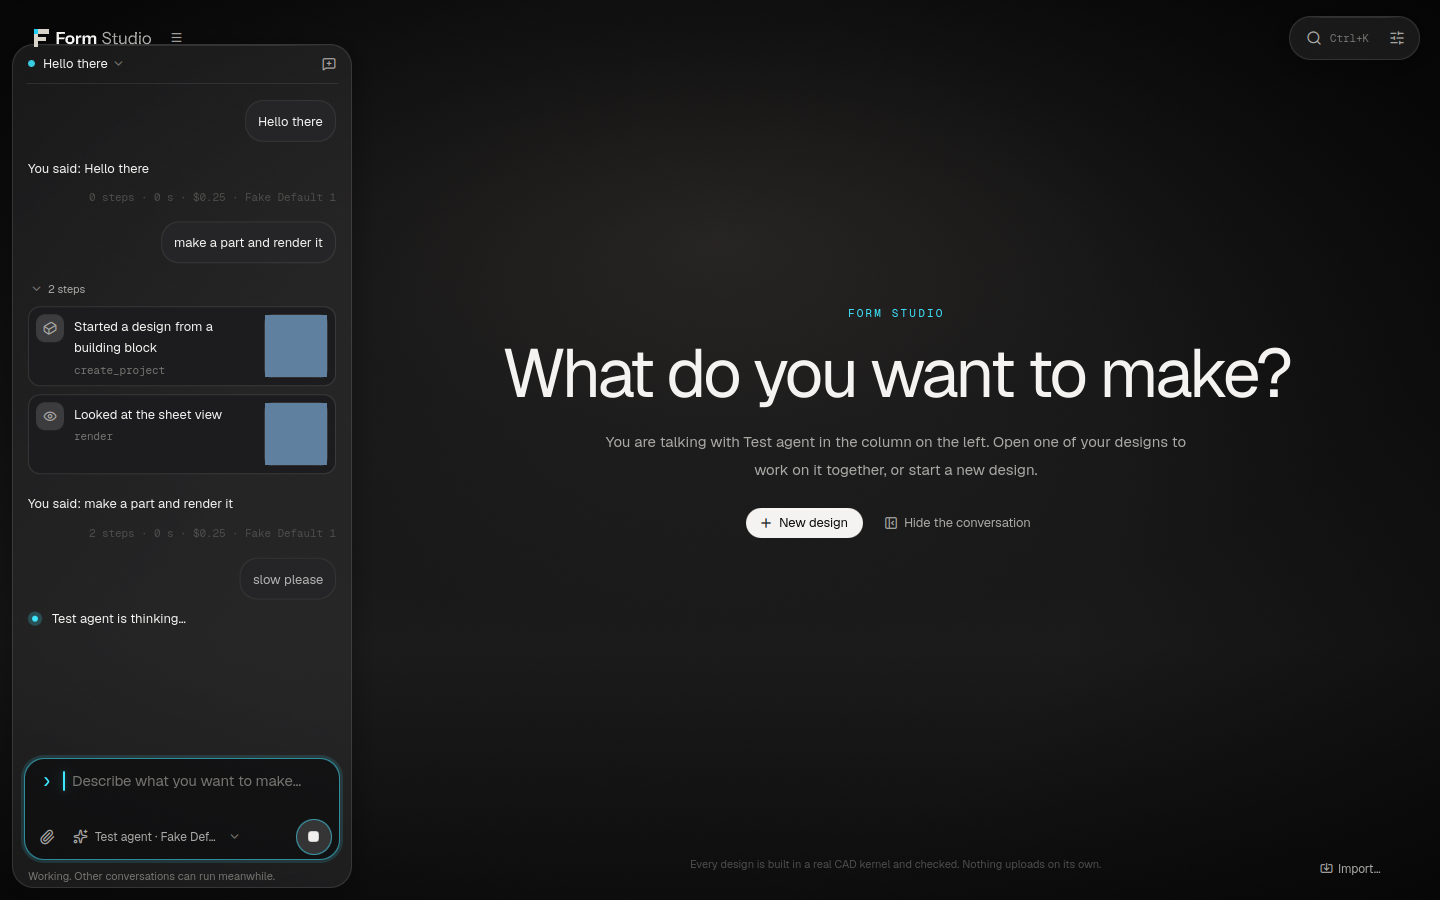 Form Studio
Ctrl+K
Hello there
Hello there
You said: Hello there
0 steps · 0 s · $0.25 · Fake Default 1
make a part and render it
2 steps
Started a design from a
building block
create_project
Looked at the sheet view
render
You said: make a part and render it
2 steps · 0 s · $0.25 · Fake Default 1
slow please
Test agent is thinking…
Describe what you want to make…
Test agent · Fake Def…
Working. Other conversations can run meanwhile.
FORM STUDIO
What do you want to make?
You are talking with Test agent in the column on the left. Open one of your designs to
work on it together, or start a new design.
New design
Hide the conversation
Every design is built in a real CAD kernel and checked. Nothing uploads on its own.
Import…